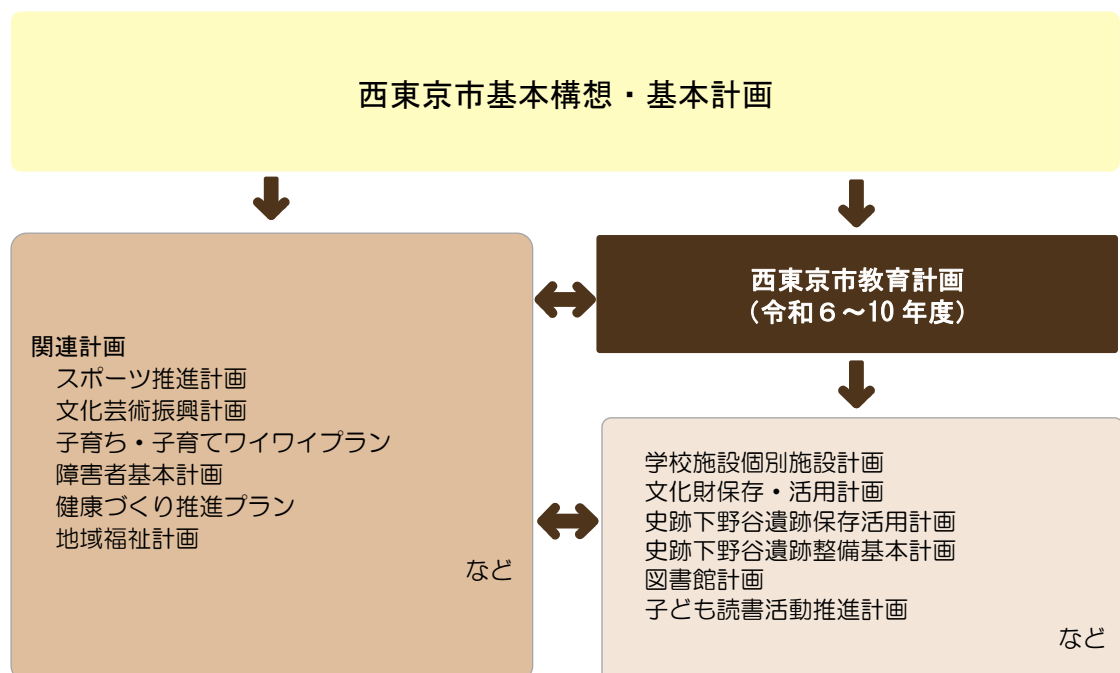 西東京市基本構想・基本計画
西東京市教育計画
（令和６～10 年度）
関連計画
スポーツ推進計画
文化芸術振興計画
子育ち・子育てワイワイプラン
障害者基本計画
健康づくり推進プラン
地域福祉計画
など
学校施設個別施設計画
文化財保存・活用計画
史跡下野谷遺跡保存活用計画
史跡下野谷遺跡整備基本計画
図書館計画
子ども読書活動推進計画
など